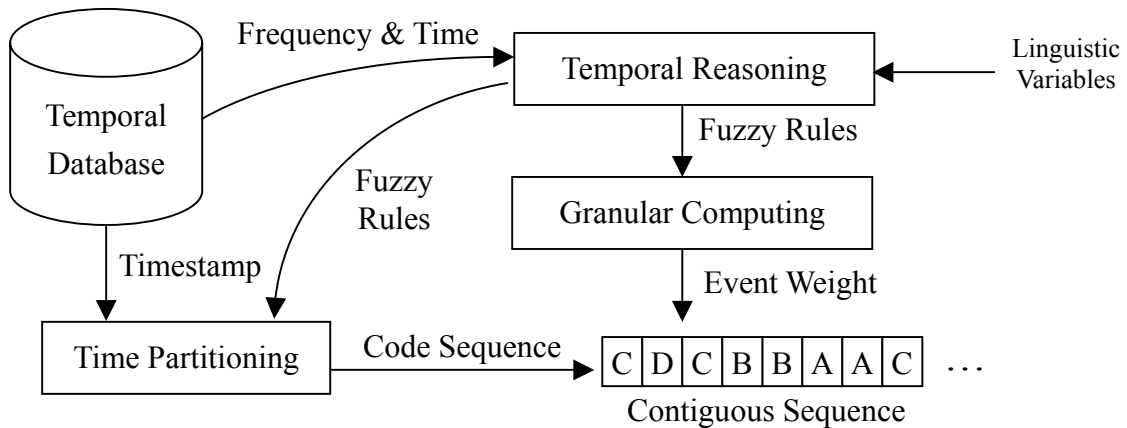 Frequency & Time
Temporal Reasoning
Linguistic
Variables
Temporal
Database
Fuzzy Rules
Fuzzy
Rules
Granular Computing
Timestamp
Event Weight
Time Partitioning
Code Sequence
C D C B B A A C ...
Contiguous Sequence